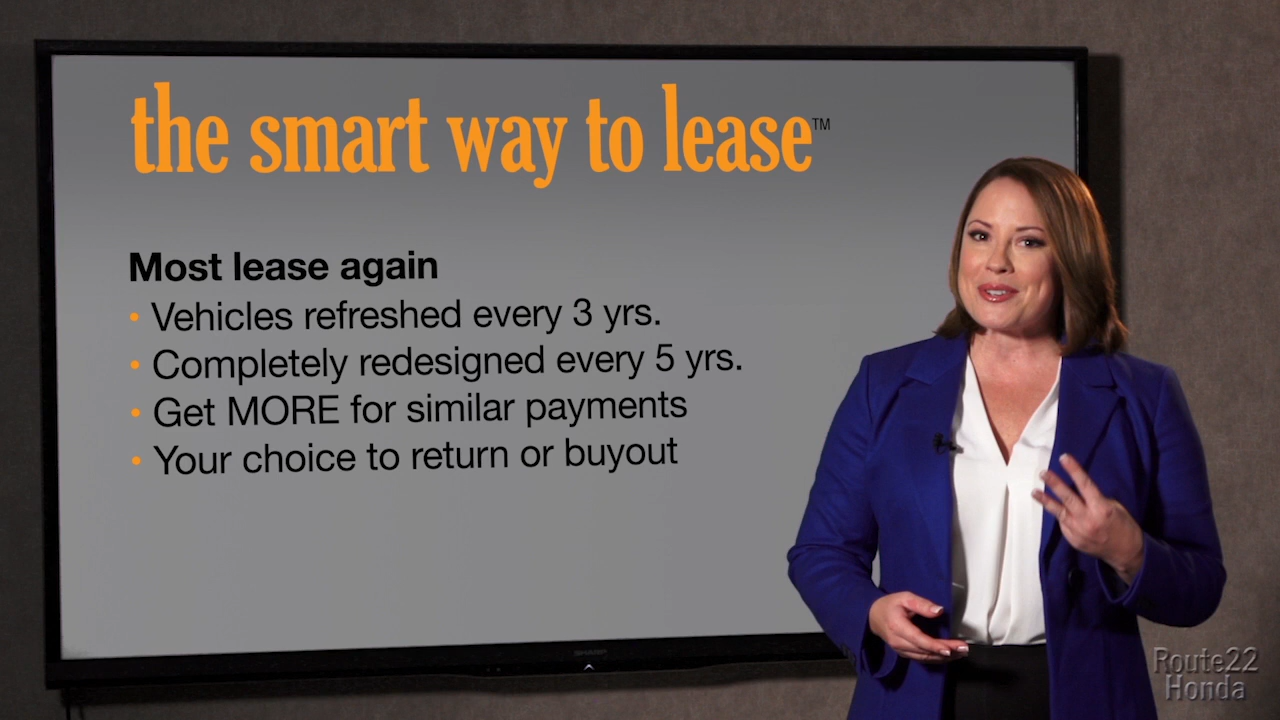 the smart way to lease™
Most lease again
• Vehicles refreshed every 3 yrs.
• Completely redesigned every 5 yrs.
• Get MORE for similar payments
• Your choice to return or buyout
SHARP
Route22
Honda